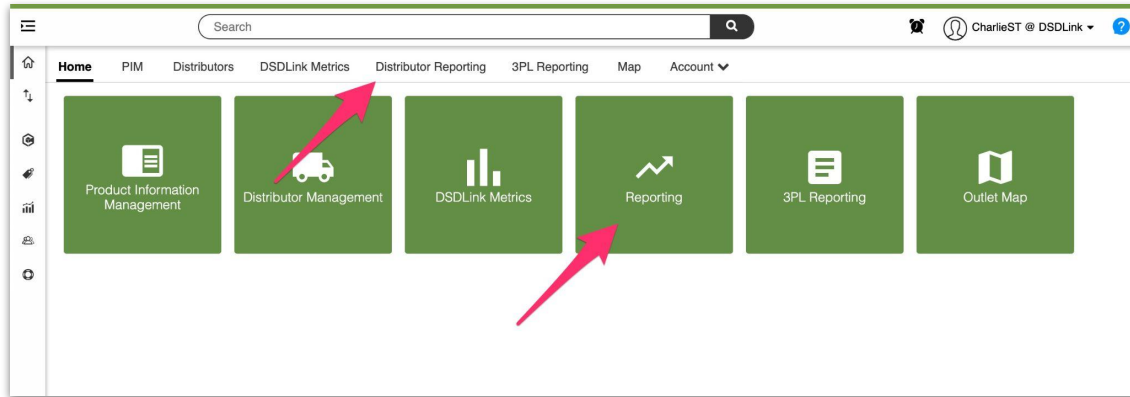 Search
CharlieST @ DSDLink
?
Home
PIM
Distributors
DSDLink Metrics
Distributor Reporting
3PL Reporting
Map
Account
Product Information
Management
Distributor Management
DSDLink Metrics
Reporting
3PL Reporting
Outlet Map